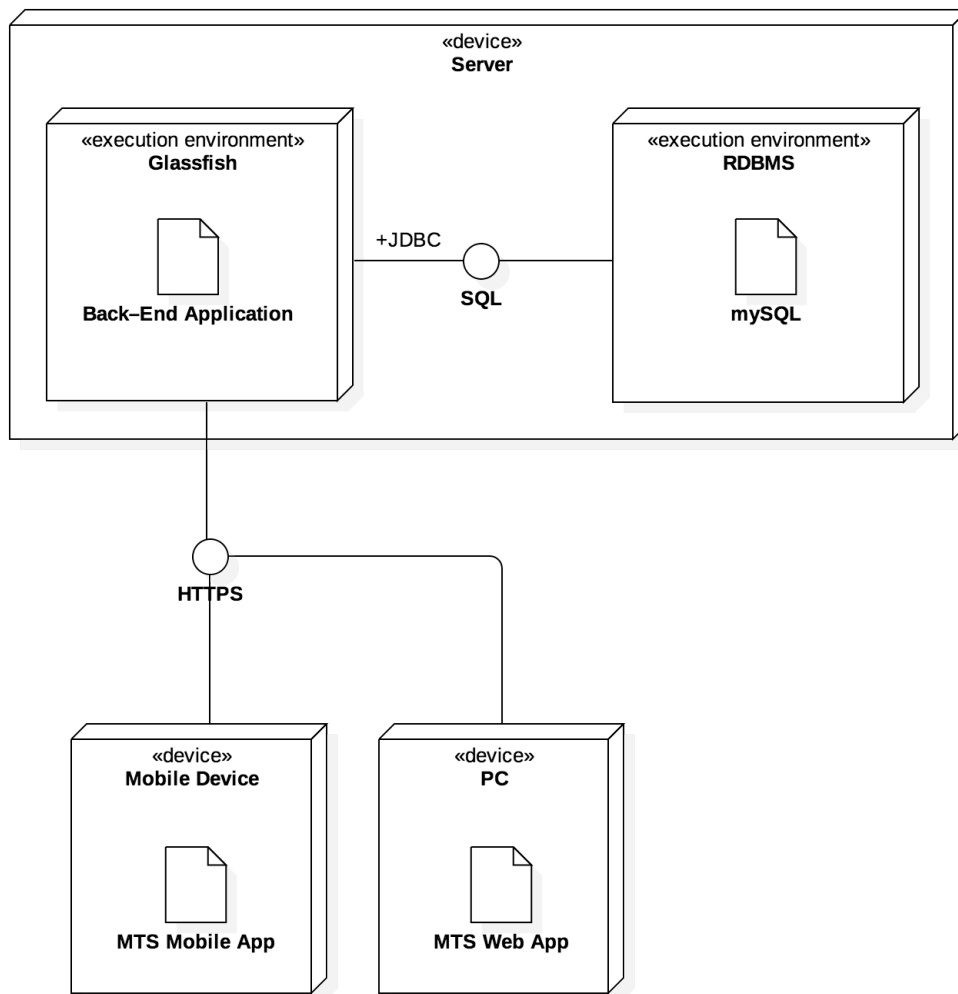 «device»
Server
«execution environment»
Glassfish
Back–End Application
+JDBC
SQL
«execution environment»
RDBMS
mySQL
HTTPS
«device»
Mobile Device
MTS Mobile App
«device»
PC
MTS Web App